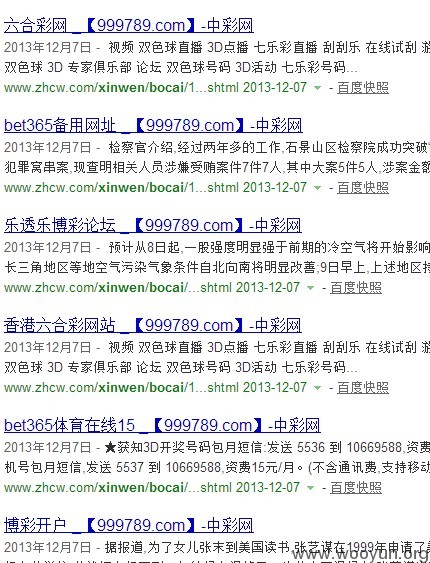 六合彩网 _【999789.com】-中彩网
2013年12月7日 - 视频 双色球直播 3D点播 七乐彩直播 刮刮乐 在线试刮 游
双色球 3D 专家俱乐部 论坛 双色球号码 3D活动 七乐彩号码...
www.zhcw.com/xinwen/bocai/1...shtml 2013-12-07 - 百度快照
bet365备用网址 _【999789.com】-中彩网
2013年12月7日 - 检察官介绍,经过两年多的工作,石景山区检察院成功突破
犯罪窝串案,现查明相关人员涉嫌受贿案件7件7人,其中大案5件5人,涉案金额
www.zhcw.com/xinwen/bocai/1...shtml 2013-12-07 - 百度快照
乐透乐博彩论坛 _【999789.com】-中彩网
2013年12月7日 - 预计从8日起,一般强度明显强于前期的冷空气将开始影响
长三角地区等地空气污染气象条件自北向南将明显改善;9日早上,上述地区
www.zhcw.com/xinwen/bocai/...shtml 2013-12-07 - 百度快照
香港六合彩网站 _【999789.com】-中彩网
2013年12月7日 - 视频 双色球直播 3D点播 七乐彩直播 刮刮乐 在线试刮 游
双色球 3D 专家俱乐部 论坛 双色球号码 3D活动 七乐彩号码...
www.zhcw.com/xinwen/bocai/...shtml 2013-12-07 - 百度快照
bet365体育在线15 _【999789.com】-中彩网
2013年12月7日 - ★获知3D开奖号码包月短信:发送 5536 到 10669588,资费
机号包月短信,发送 5537 到 10669588,资费15元/月。(不含通讯费,支持移动
www.zhcw.com/xinwen/bocai/...shtml 2013-12-07 - 百度快照
博彩开户 _【999789.com】-中彩网
2013年12月7日 - 据报道,为了女儿张末到美国读书,张艺谋在1999年申请了
www.wooyun.org